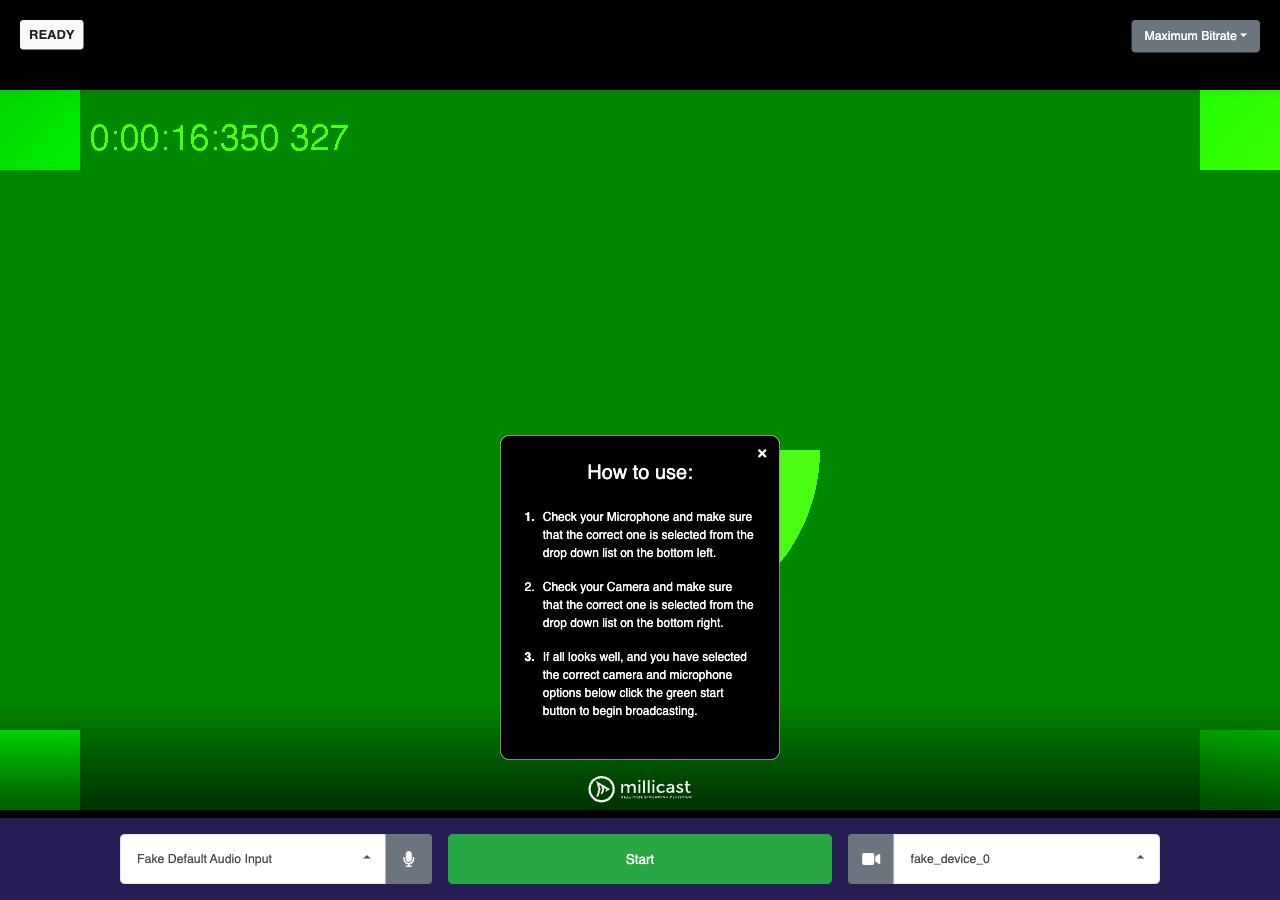 READY
Maximum Bitrate
0:00:16:350 327
×
How to use:
1. Check your Microphone and make sure
that the correct one is selected from the
drop down list on the bottom left.
2. Check your Camera and make sure
that the correct one is selected from the
drop down list on the bottom right.
3. If all looks well, and you have selected
the correct camera and microphone
options below click the green start
button to begin broadcasting.
millicast
Fake Default Audio Input
Start
fake_device_0